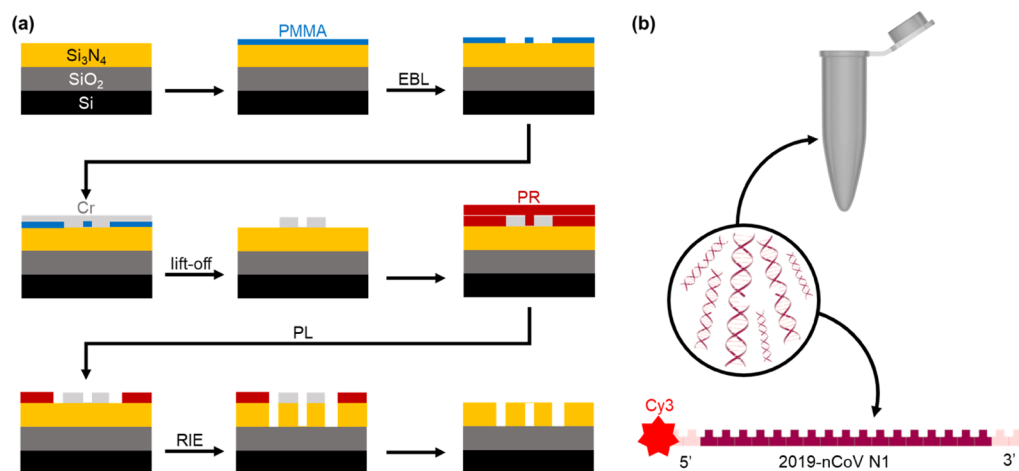 (a)
PMMA
Si₃N₄
SiO₂
Si
EBL
Cr
PR
lift-off
PL
RIE
(b)
Cy3
5'
3'
2019-nCoV N1